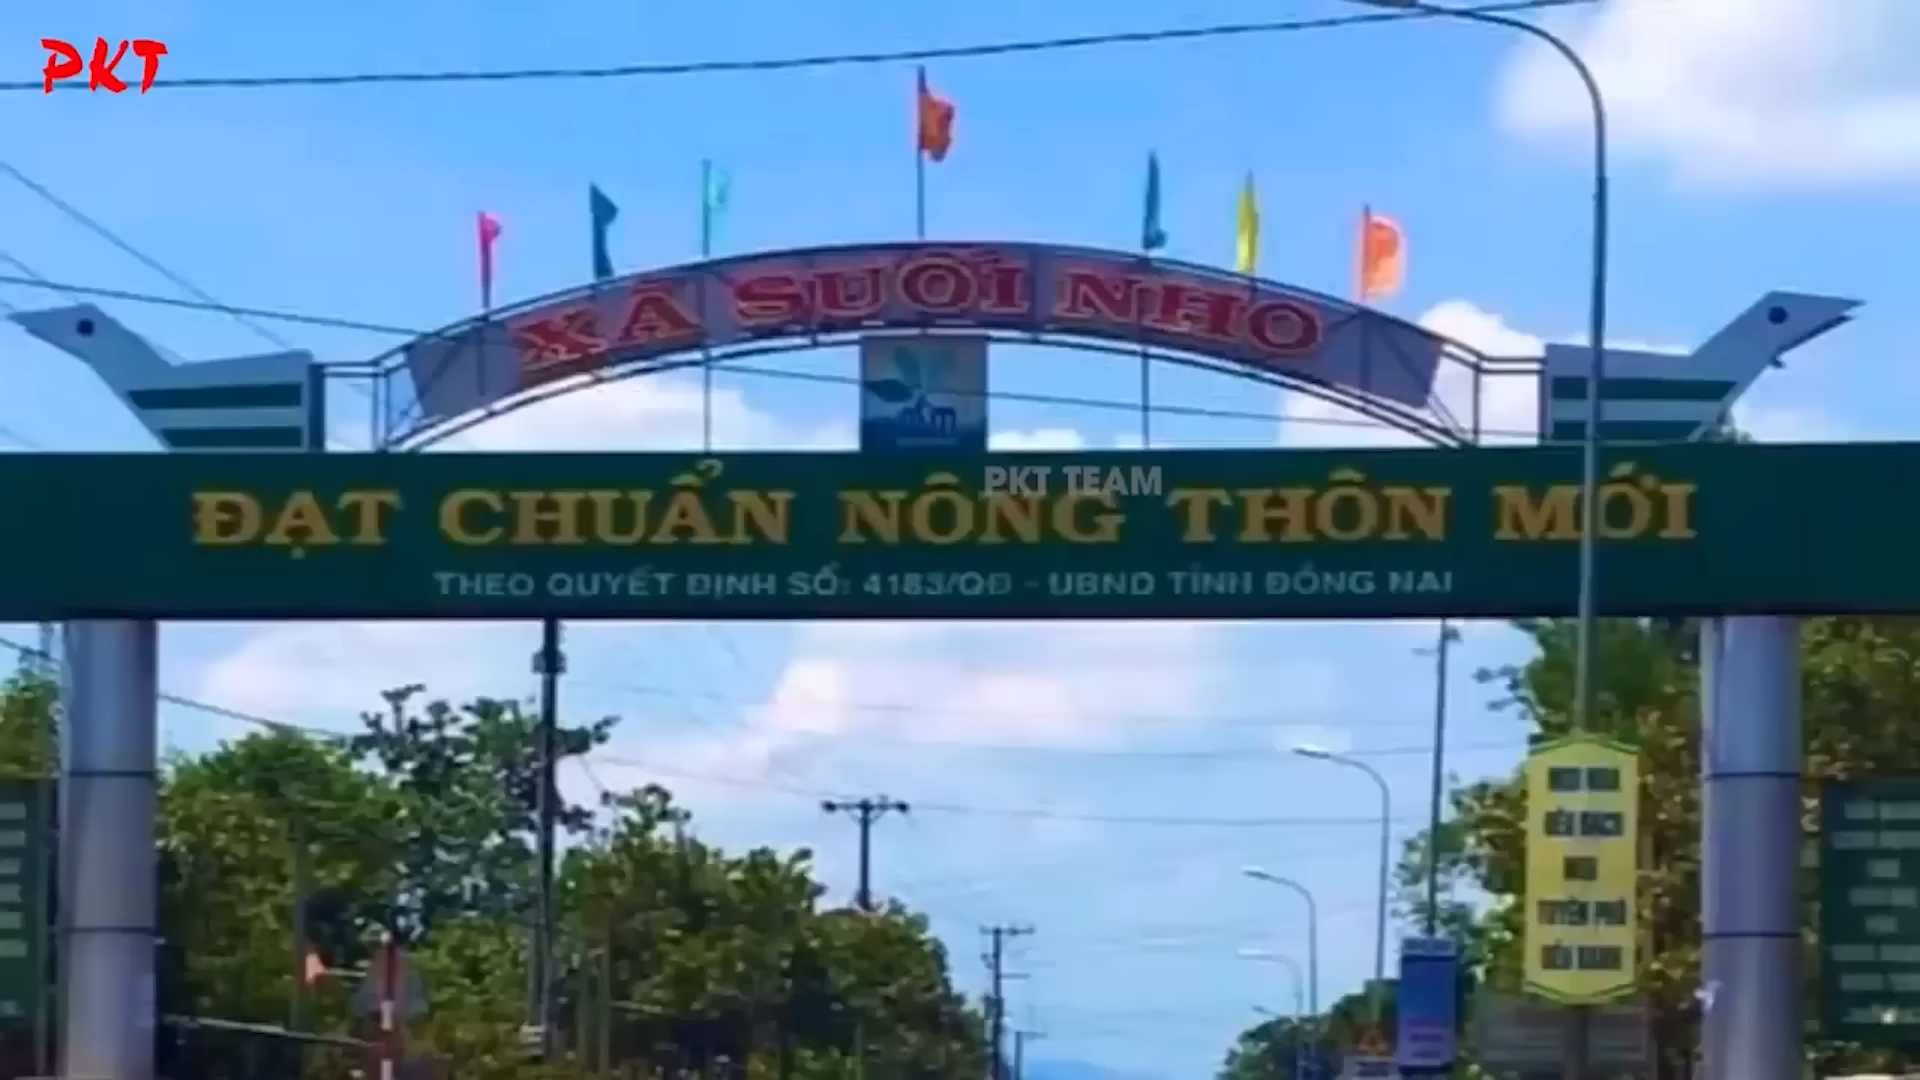 PKT
XÃ SUỐI NHO
ĐẠT CHUẨN NÔNG THÔN MỚI
PKT TEAM
THEO QUYẾT ĐỊNH SỐ: 4183/QĐ - UBND TỈNH ĐỒNG NAI